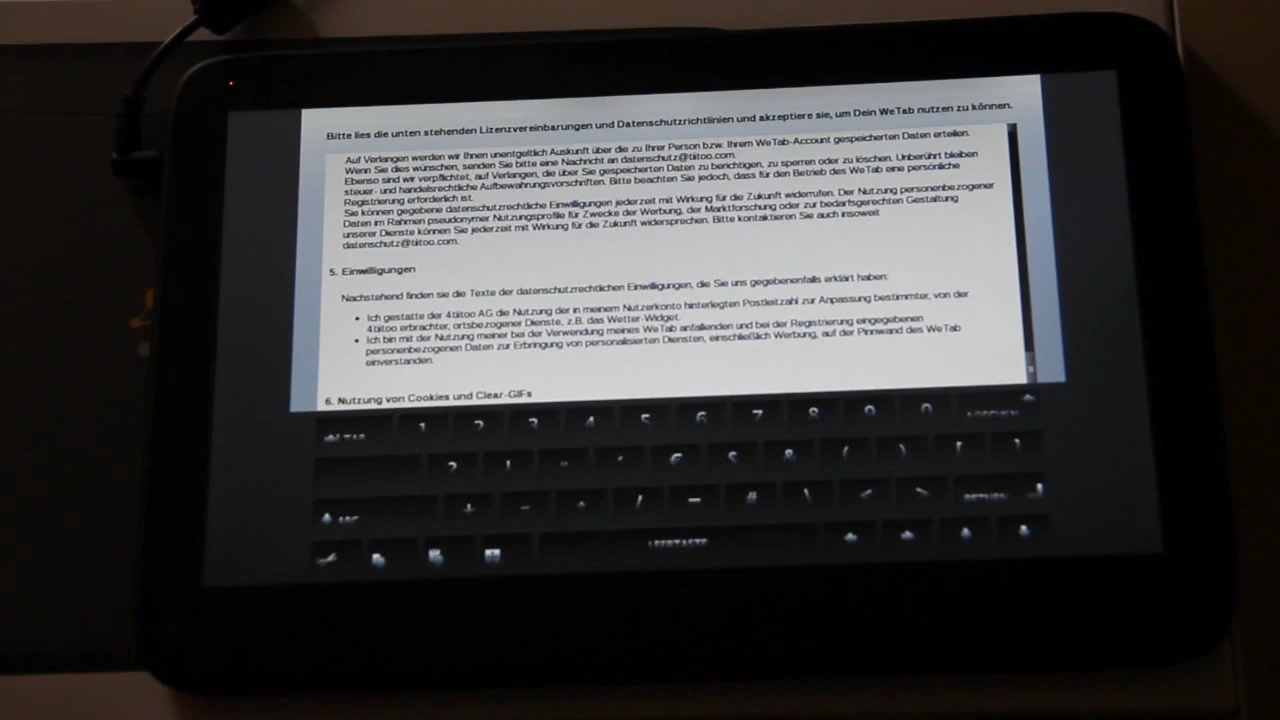 Bitte lies die unten stehenden Lizenzvereinbarungen und Datenschutzrichtlinien und akzeptiere sie, um Dein WeTab nutzen zu können.
Auf Verlangen werden wir Ihnen unentgeltlich Auskunft über die zu Ihrer Person bzw. Ihrem WeTab-Account gespeicherten Daten erteilen.
Wenn Sie dies wünschen, senden Sie bitte eine Nachricht an datenschutz@tiitoo.com.
Ebenso sind wir verpflichtet, auf Verlangen, die über Sie gespeicherten Daten zu berichtigen, zu sperren oder zu löschen. Unberührt bleiben
steuer- und handelsrechtliche Aufbewahrungsvorschriften. Bitte beachten Sie jedoch, dass für den Betrieb des WeTab eine persönliche
Registrierung erforderlich ist.
Sie können gegebene datenschutzrechtliche Einwilligungen jederzeit mit Wirkung für die Zukunft widerrufen. Der Nutzung personenbezogener
Daten im Rahmen pseudonymer Nutzungsprofile für Zwecke der Werbung, der Marktforschung oder zur bedarfsgerechten Gestaltung
unserer Dienste können Sie jederzeit mit Wirkung für die Zukunft widersprechen. Bitte kontaktieren Sie auch insoweit
datenschutz@tiitoo.com.
5. Einwilligungen
Nachstehend finden sie die Texte der datenschutzrechtlichen Einwilligungen, die Sie uns gegebenenfalls erklärt haben:
• Ich gestatte der 4tiitoo AG die Nutzung der in meinem Nutzerkonto hinterlegten Postleitzahl zur Anpassung bestimmter, von der
4tiitoo erbrachter, ortsbezogener Dienste, z.B. das Wetter-Widget.
• Ich bin mit der Nutzung meiner bei der Verwendung meines WeTab anfallenden und bei der Registrierung eingegebenen
personenbezogenen Daten zur Erbringung von personalisierten Diensten, einschließlich Werbung, auf der Pinnwand des WeTab
einverstanden.
6. Nutzung von Cookies und Clear-GIFs
TAB 1 2 3 4 5 6 7 8 9 0 LÖSCHEN
? ! " ' € $ & ( ) [ ]
ABC + - * / _ # \ < > RETURN
LEERTASTE